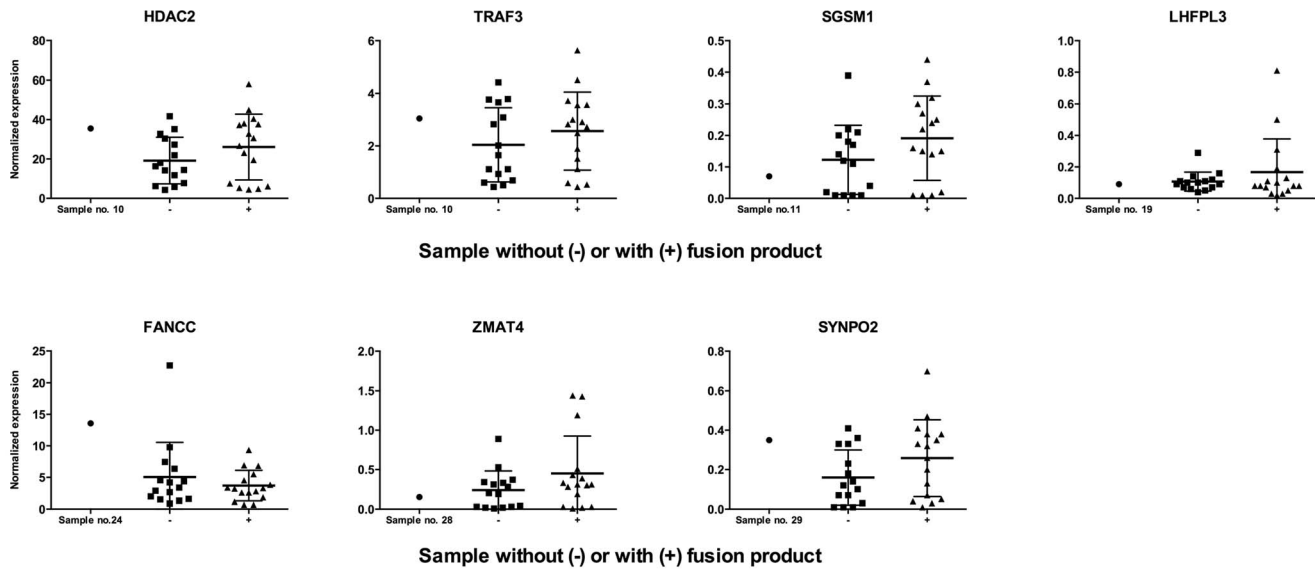 HDAC2
TRAF3
SGSM1
LHFPL3
Normalized expression
80
60
40
20
0
Sample no. 10
-
+
6
4
2
0
Sample no. 10
-
+
0.5
0.4
0.3
0.2
0.1
0.0
Sample no.11
-
+
1.0
0.8
0.6
0.4
0.2
0.0
Sample no. 19
-
+
Sample without (-) or with (+) fusion product
FANCC
ZMAT4
SYNPO2
Normalized expression
25
20
15
10
5
0
Sample no.24
-
+
2.0
1.5
1.0
0.5
0.0
Sample no. 28
-
+
0.8
0.6
0.4
0.2
0.0
Sample no. 29
-
+
Sample without (-) or with (+) fusion product